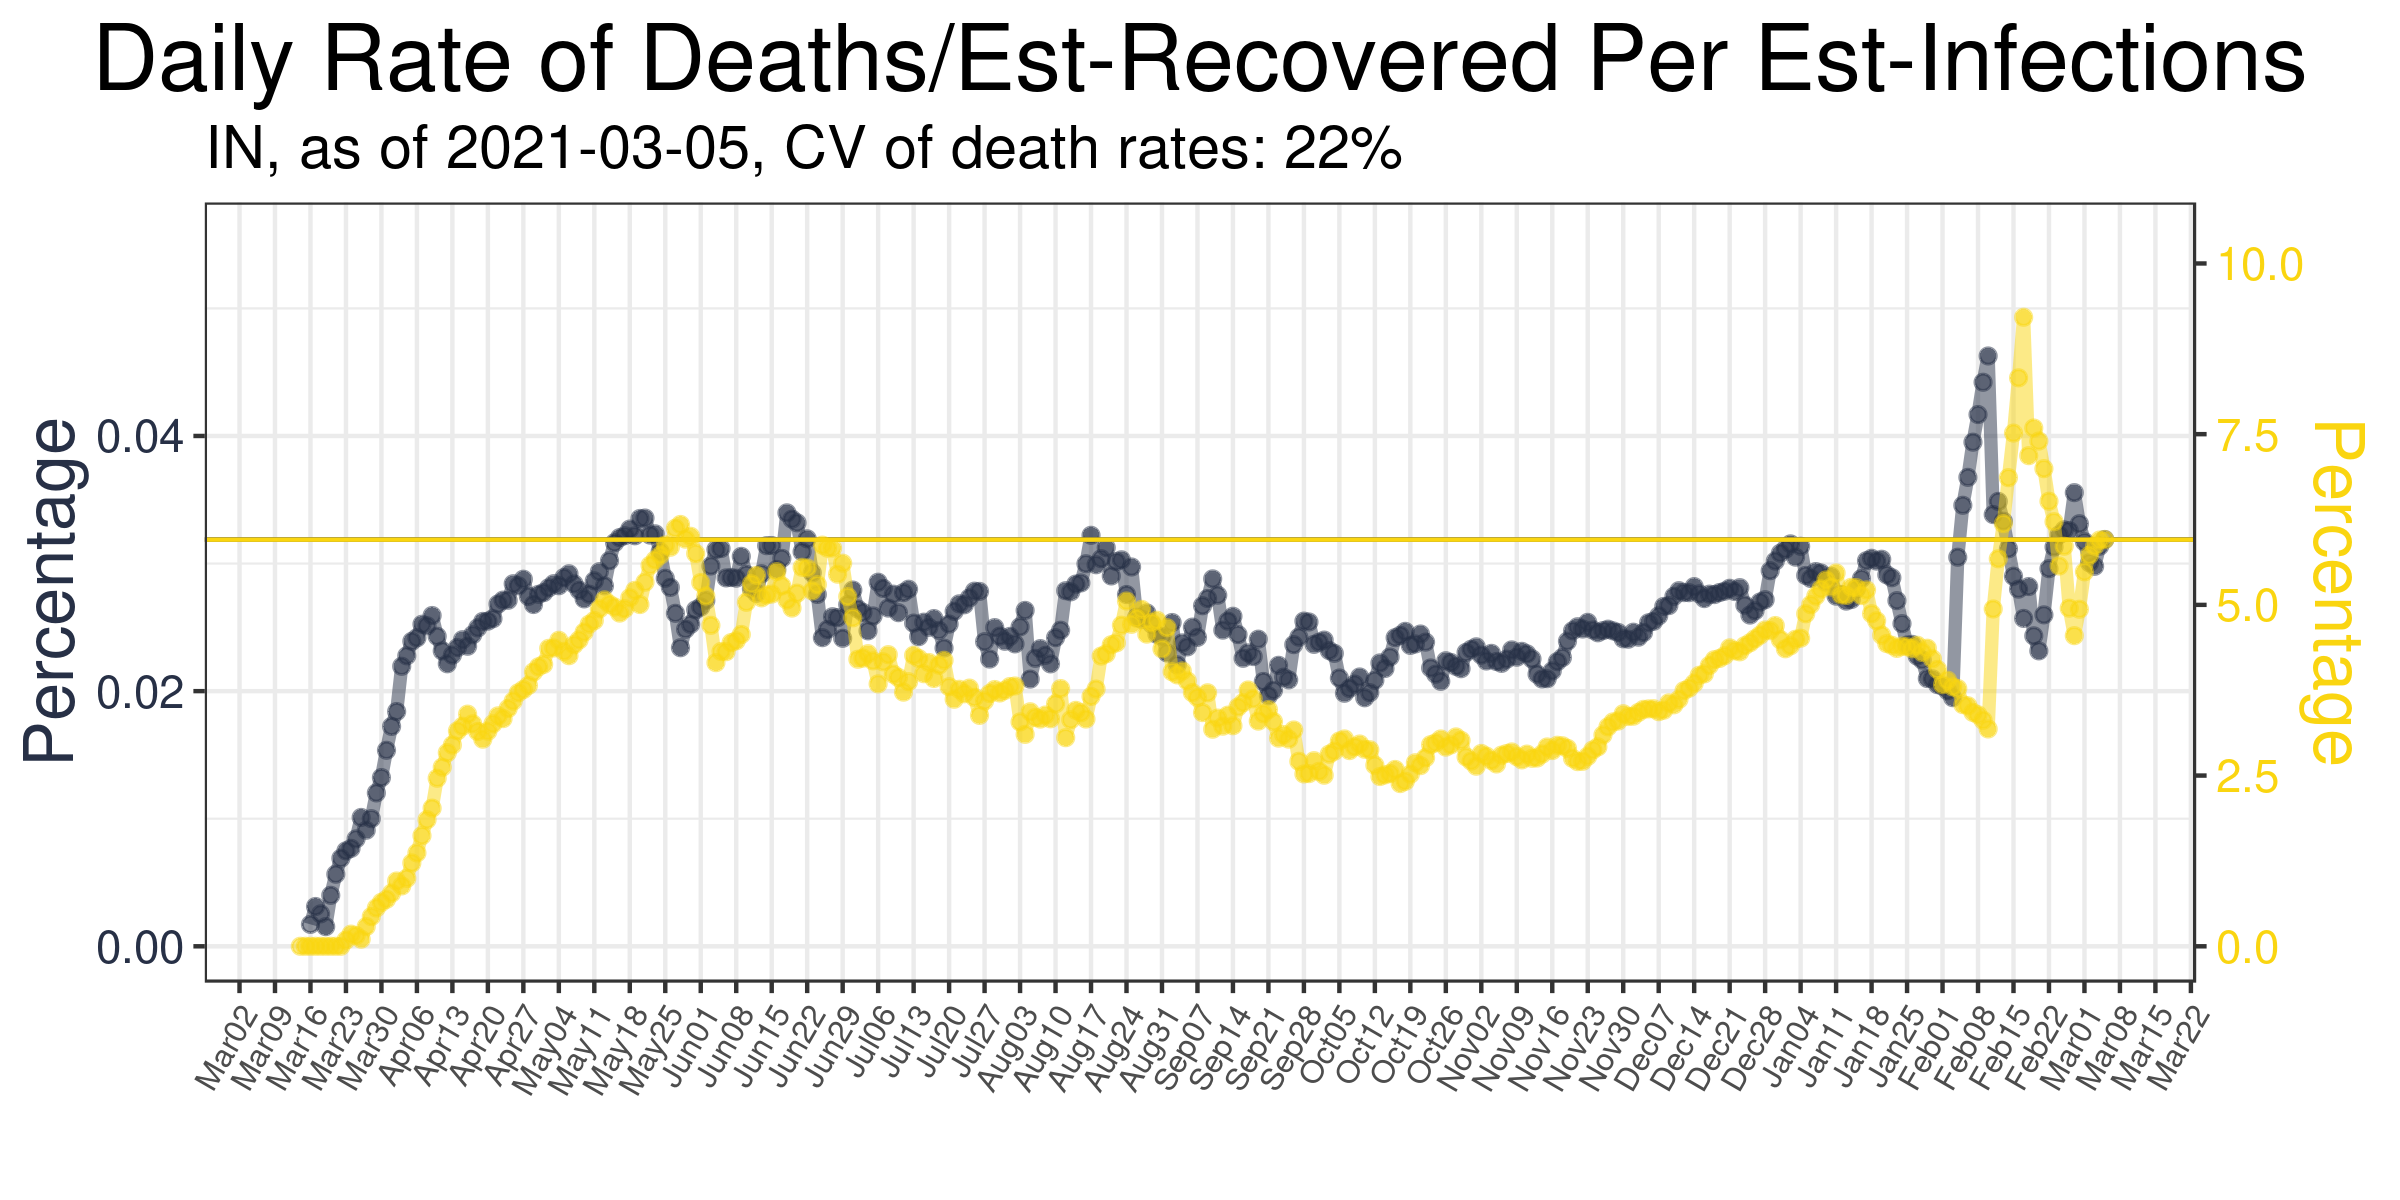 Daily Rate of Deaths/Est-Recovered Per Est-Infections
IN, as of 2021-03-05, CV of death rates: 22%
Percentage
0.04
0.02
0.00
10.0
7.5
5.0
2.5
0.0
Percentage
Mar02
Mar09
Mar16
Mar23
Mar30
Apr06
Apr13
Apr20
Apr27
May04
May11
May18
May25
Jun01
Jun08
Jun15
Jun22
Jun29
Jul06
Jul13
Jul20
Jul27
Aug03
Aug10
Aug17
Aug24
Aug31
Sep07
Sep14
Sep21
Sep28
Oct05
Oct12
Oct19
Oct26
Nov02
Nov09
Nov16
Nov23
Nov30
Dec07
Dec14
Dec21
Dec28
Jan04
Jan11
Jan18
Jan25
Feb01
Feb08
Feb15
Feb22
Mar01
Mar08
Mar15
Mar22